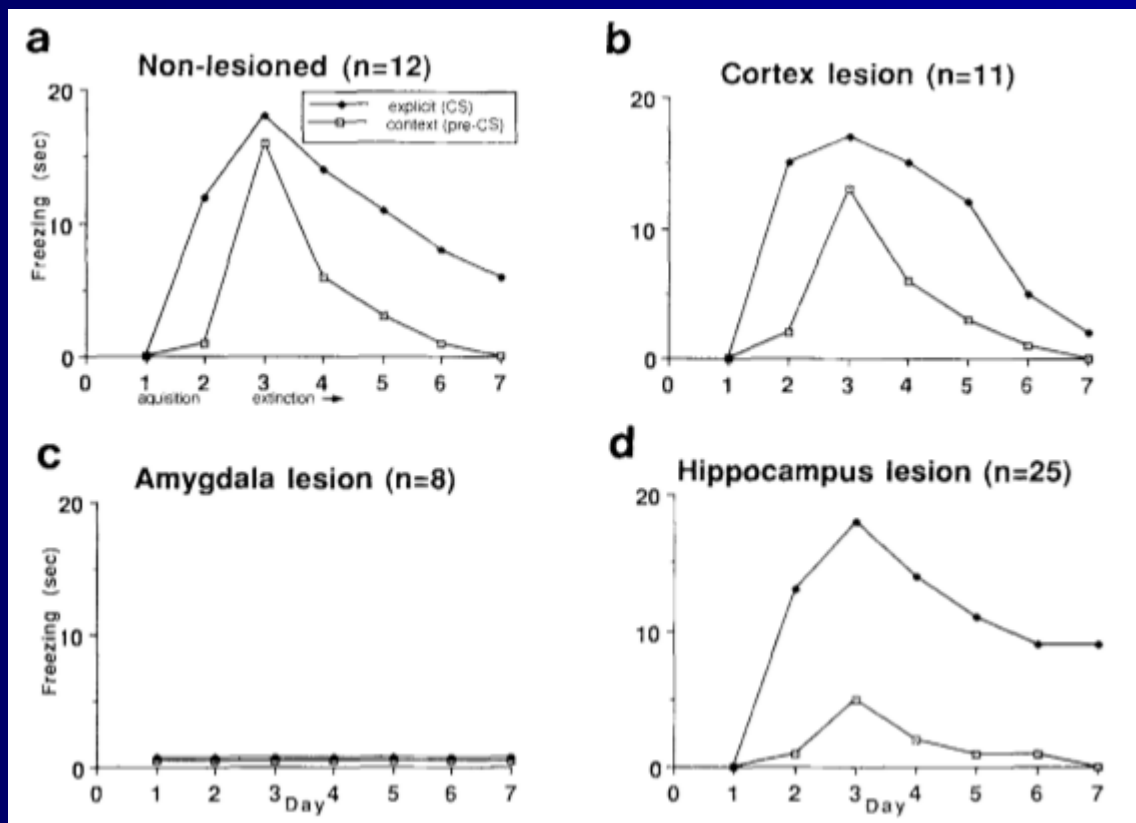 a
Non-lesioned (n=12)
explicit (CS)
context (pre-CS)
Freezing (sec)
20
10
0
0 1 2 3 4 5 6 7
aquisition extinction →
b
Cortex lesion (n=11)
20
10
0
0 1 2 3 4 5 6 7
c
Amygdala lesion (n=8)
Freezing (sec)
20
10
0
0 1 2 3 4 5 6 7
Day
d
Hippocampus lesion (n=25)
20
10
0
0 1 2 3 4 5 6 7
Day